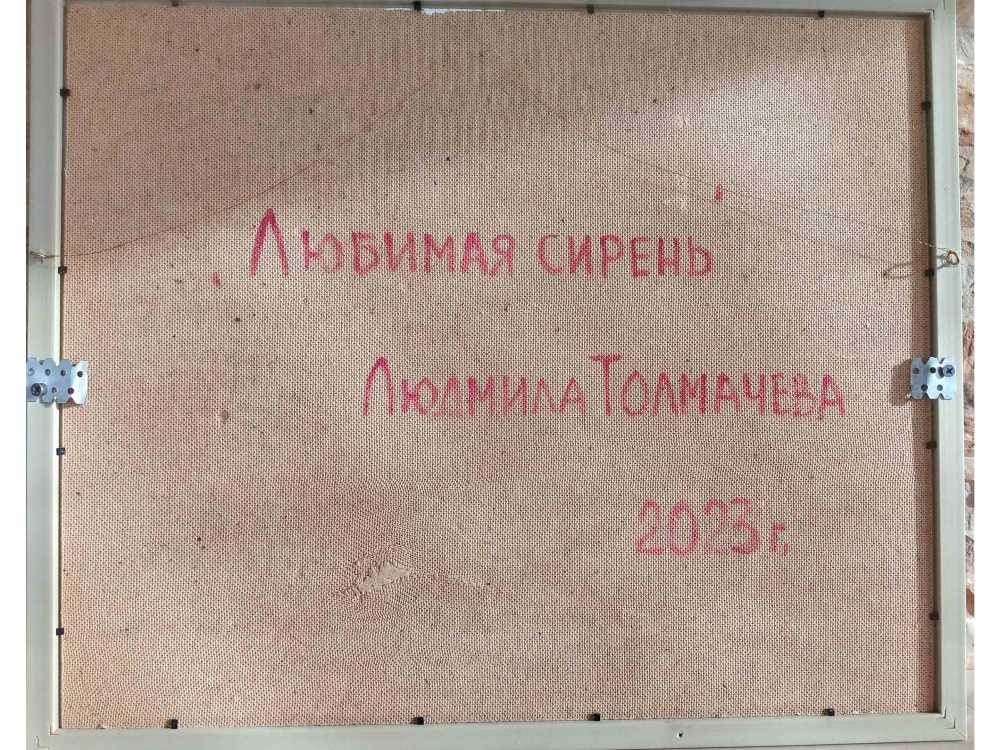 Любимая сирень
Людмила Толмачева
2023 г.